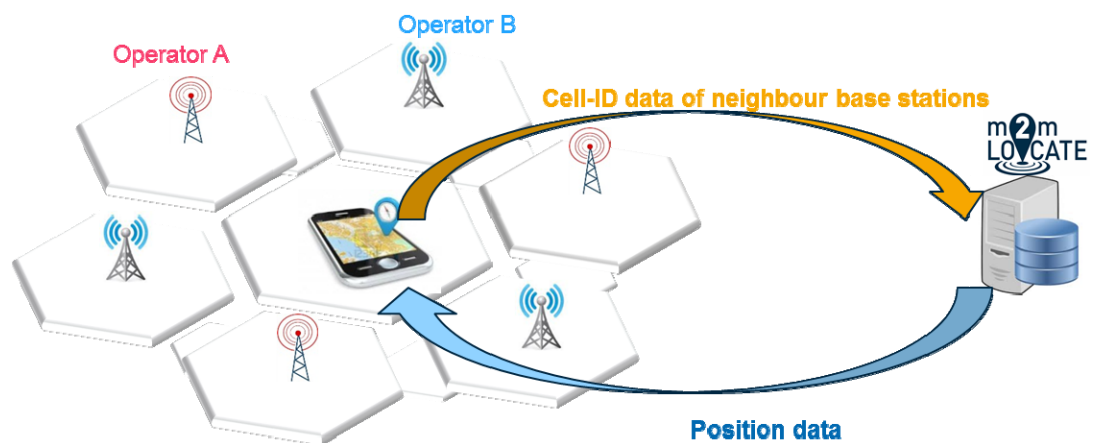 Operator A
Operator B
Cell-ID data of neighbour base stations
m2m
LOCATE
Position data